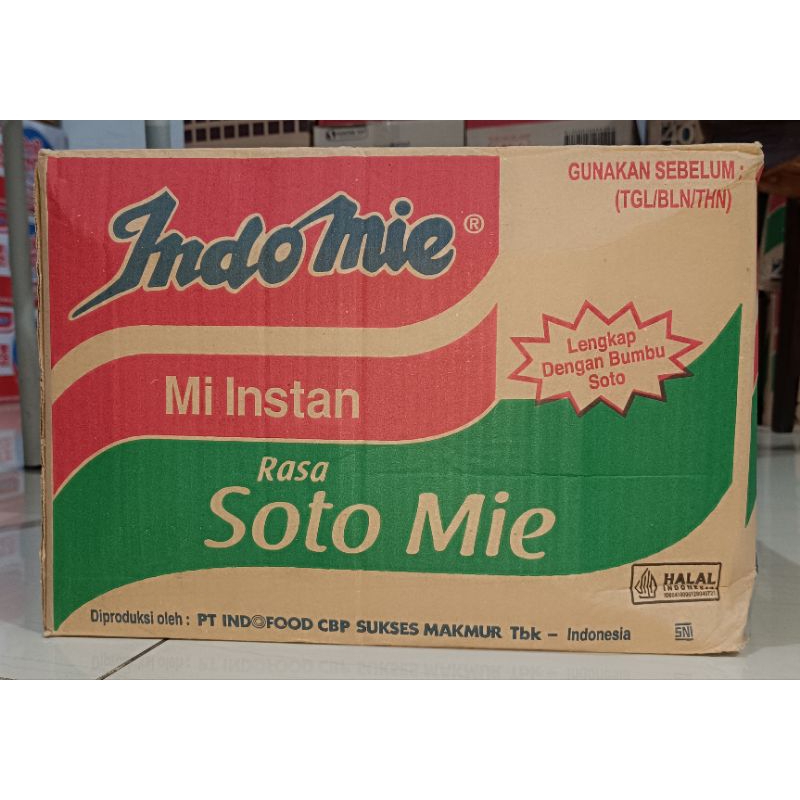 GUNAKAN SEBELUM :
(TGL/BLN/THN)
Indomie®
Lengkap
Dengan Bumbu
Soto
Mi Instan
Rasa
Soto Mie
HALAL
INDONESIA
Diproduksi oleh : PT INDOFOOD CBP SUKSES MAKMUR Tbk – Indonesia
SNI